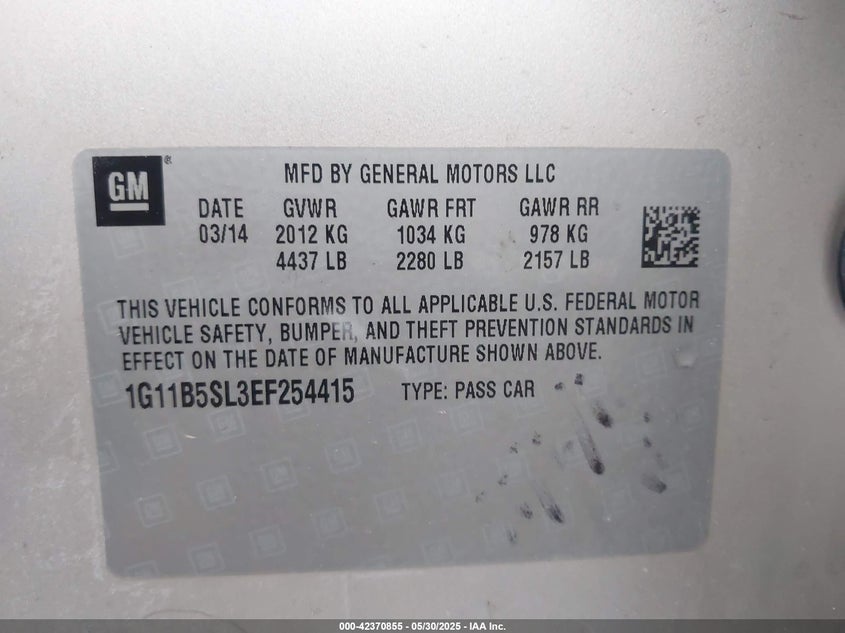 GM ®
MFD BY GENERAL MOTORS LLC
DATE GVWR GAWR FRT GAWR RR
03/14 2012 KG 1034 KG 978 KG
4437 LB 2280 LB 2157 LB
THIS VEHICLE CONFORMS TO ALL APPLICABLE U.S. FEDERAL MOTOR
VEHICLE SAFETY, BUMPER, AND THEFT PREVENTION STANDARDS IN
EFFECT ON THE DATE OF MANUFACTURE SHOWN ABOVE.
1G11B5SL3EF254415 TYPE: PASS CAR
000-42370855 - 05/30/2025 - IAA Inc.